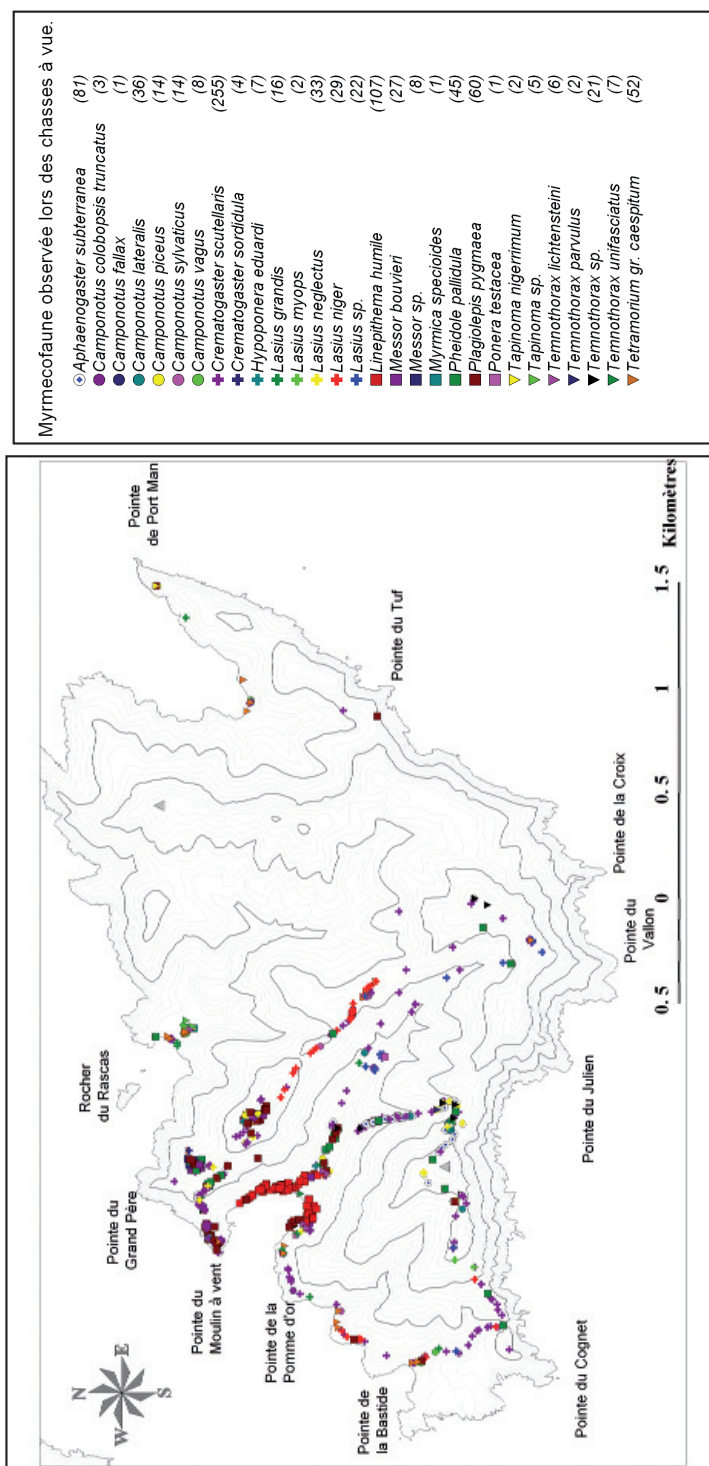 Myrmecofaune observée lors des chasses à vue.
Aphaenogaster subterranea (81)
Camponotus colobopsis truncatus (3)
Camponotus fallax (1)
Camponotus lateralis (36)
Camponotus piceus (14)
Camponotus sylvaticus (14)
Camponotus vagus (8)
Crematogaster scutellaris (255)
Crematogaster sordidula (4)
Hypoponera eduardi (7)
Lasius grandis (16)
Lasius myops (2)
Lasius neglectus (33)
Lasius niger (29)
Lasius sp. (22)
Linepithema humile (107)
Messor bouvieri (27)
Messor sp. (8)
Myrmica specioides (1)
Pheidole pallidula (45)
Plagiolepis pygmaea (60)
Ponera testacea (1)
Tapinoma nigerrimum (2)
Tapinoma sp. (5)
Temnothorax lichtensteini (6)
Temnothorax parvulus (2)
Temnothorax sp. (21)
Temnothorax unifasciatus (7)
Tetramorium gr. caespitum (52)
N
W
E
S
Pointe du
Grand Père
Rocher
du Rascas
Pointe
de Port Man
Pointe du
Moulin à vent
Pointe de la
Pomme d'or
Pointe de
la Bastide
Pointe du Cognet
Pointe du Julien
Pointe du
Vallon
Pointe de la Croix
Pointe du Tuf
0.5 0 0.5 1 1.5
Kilomètres